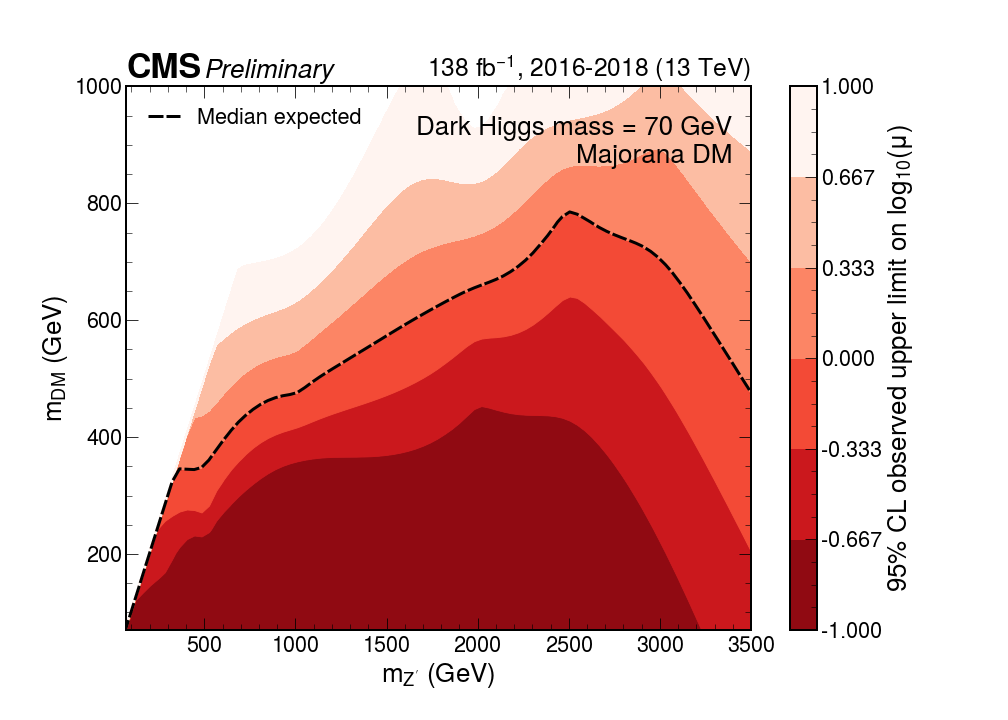 CMS Preliminary
138 fb⁻¹, 2016-2018 (13 TeV)
Median expected
Dark Higgs mass = 70 GeV
Majorana DM
1000
800
600
400
200
m_DM (GeV)
500 1000 1500 2000 2500 3000 3500
m_Z′ (GeV)
1.000
0.667
0.333
0.000
-0.333
-0.667
-1.000
95% CL observed upper limit on log₁₀(μ)